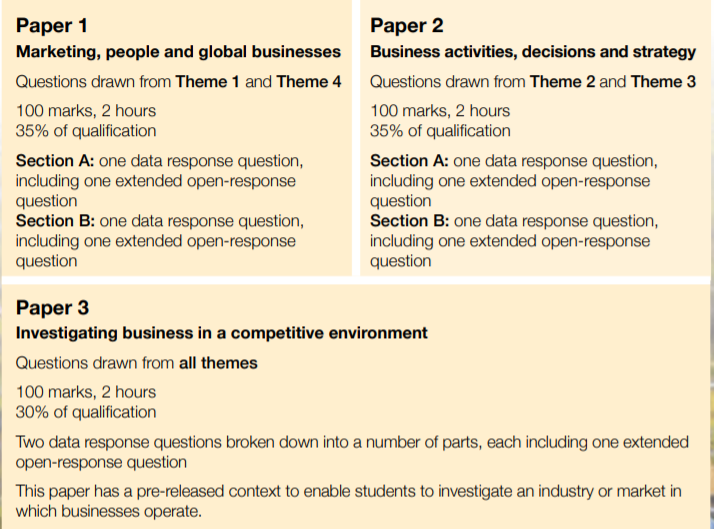 Paper 1
Marketing, people and global businesses
Questions drawn from Theme 1 and Theme 4
100 marks, 2 hours
35% of qualification
Section A: one data response question,
including one extended open-response
question
Section B: one data response question,
including one extended open-response
question
Paper 2
Business activities, decisions and strategy
Questions drawn from Theme 2 and Theme 3
100 marks, 2 hours
35% of qualification
Section A: one data response question,
including one extended open-response
question
Section B: one data response question,
including one extended open-response
question
Paper 3
Investigating business in a competitive environment
Questions drawn from all themes
100 marks, 2 hours
30% of qualification
Two data response questions broken down into a number of parts, each including one extended
open-response question
This paper has a pre-released context to enable students to investigate an industry or market in
which businesses operate.